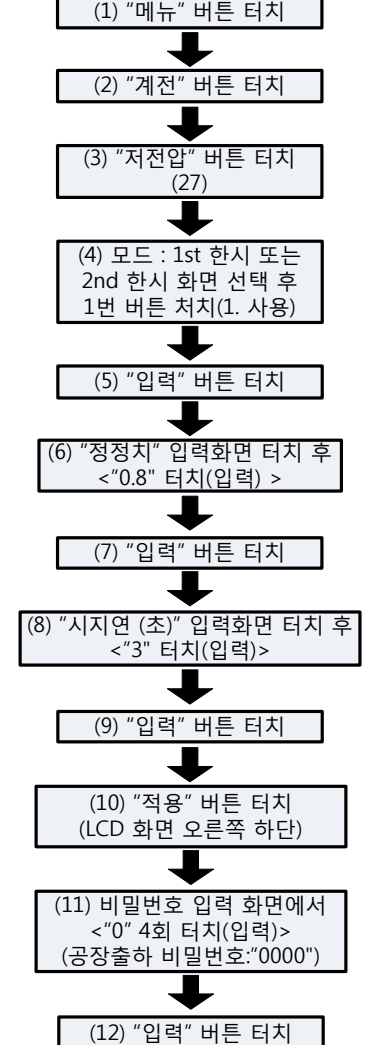 (1) "메뉴" 버튼 터치
(2) "계전" 버튼 터치
(3) "저전압" 버튼 터치
(27)
(4) 모드 : 1st 한시 또는
2nd 한시 화면 선택 후
1번 버튼 처치(1. 사용)
(5) "입력" 버튼 터치
(6) "정정치" 입력화면 터치 후
<"0.8" 터치(입력) >
(7) "입력" 버튼 터치
(8) "시지연 (초)" 입력화면 터치 후
<"3" 터치(입력)>
(9) "입력" 버튼 터치
(10) "적용" 버튼 터치
(LCD 화면 오른쪽 하단)
(11) 비밀번호 입력 화면에서
<"0" 4회 터치(입력)>
(공장출하 비밀번호:"0000")
(12) "입력" 버튼 터치